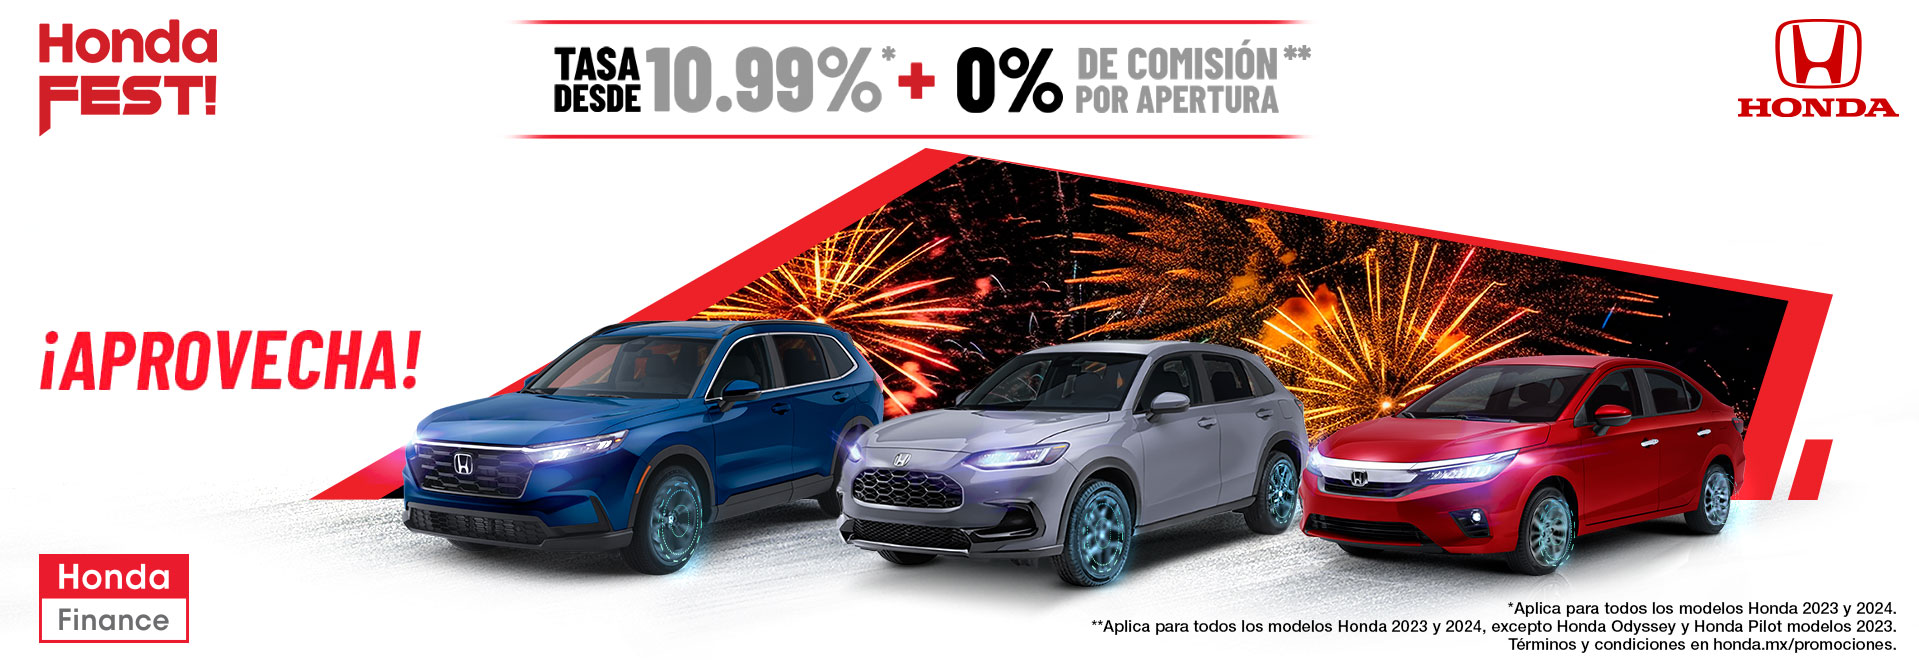 Honda
FEST!
TASA
DESDE
10.99%* + 0%
DE COMISIÓN**
POR APERTURA
HONDA
¡APROVECHA!
Honda
Finance
*Aplica para todos los modelos Honda 2023 y 2024.
**Aplica para todos los modelos Honda 2023 y 2024, excepto Honda Odyssey y Honda Pilot modelos 2023.
Términos y condiciones en honda.mx/promociones.